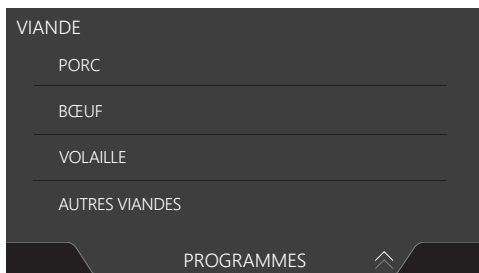 VIANDE
PORC
BŒUF
VOLAILLE
AUTRES VIANDES
PROGRAMMES